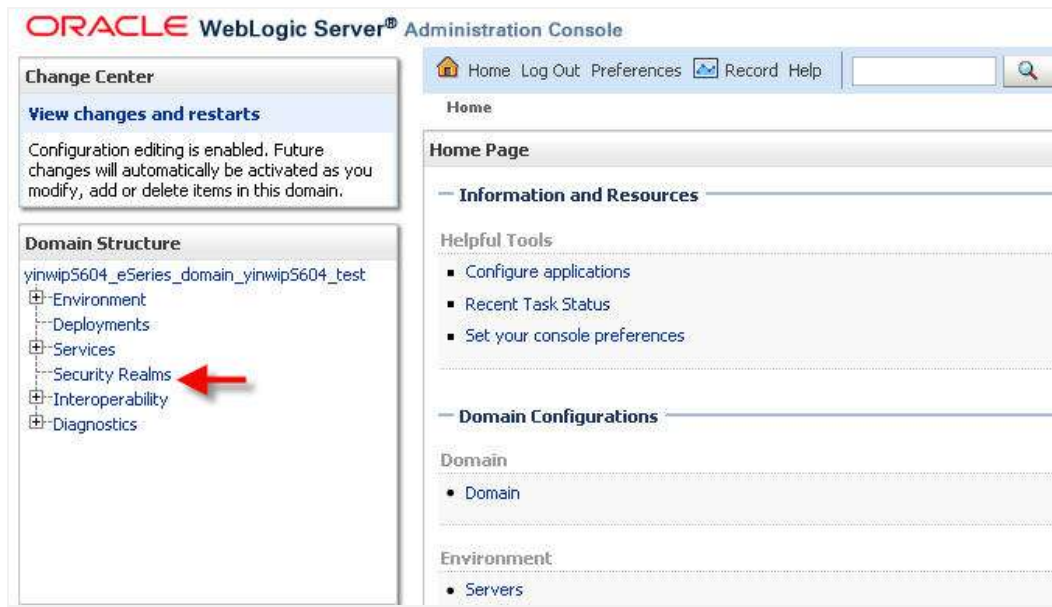 ORACLE WebLogic Server® Administration Console
Change Center
View changes and restarts
Configuration editing is enabled. Future
changes will automatically be activated as you
modify, add or delete items in this domain.
Domain Structure
yinwip5604_eSeries_domain_yinwip5604_test
Environment
Deployments
Services
Security Realms
Interoperability
Diagnostics
Home Log Out Preferences Record Help
Home
Home Page
Information and Resources
Helpful Tools
Configure applications
Recent Task Status
Set your console preferences
Domain Configurations
Domain
Domain
Environment
Servers